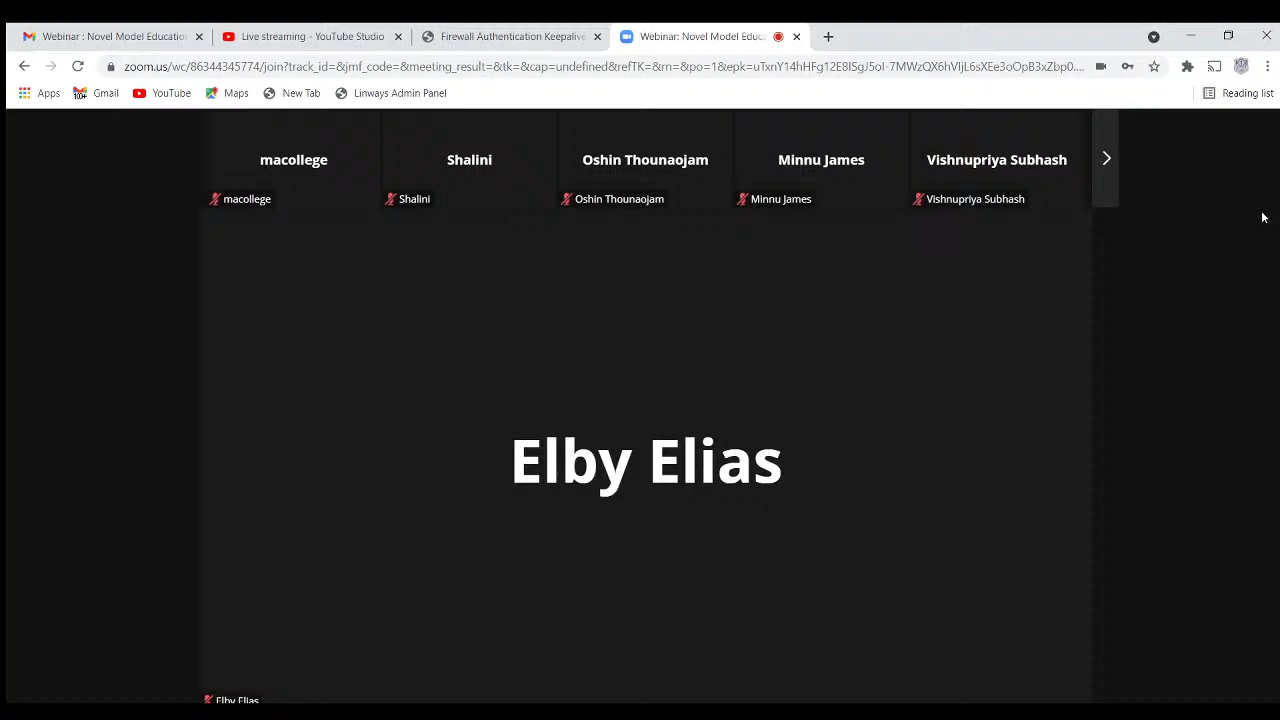 Webinar : Novel Model Education
Live streaming - YouTube Studio
Firewall Authentication Keepalive
Webinar: Novel Model Educa
zoom.us/wc/86344345774/join?track_id=&jmf_code=&meeting_result=&tk=&cap=undefined&refTK=&rn=&po=1&epk=uTxnY14hHFg12E8ISgJ5oI-7MWzQX6hVIjL6sXEe3oOpB3xZbp0....
Apps
100+
Gmail
YouTube
Maps
New Tab
Linways Admin Panel
Reading list
macollege
Shalini
Oshin Thounaojam
Minnu James
Vishnupriya Subhash
macollege
Shalini
Oshin Thounaojam
Minnu James
Vishnupriya Subhash
Elby Elias
Elby Elias